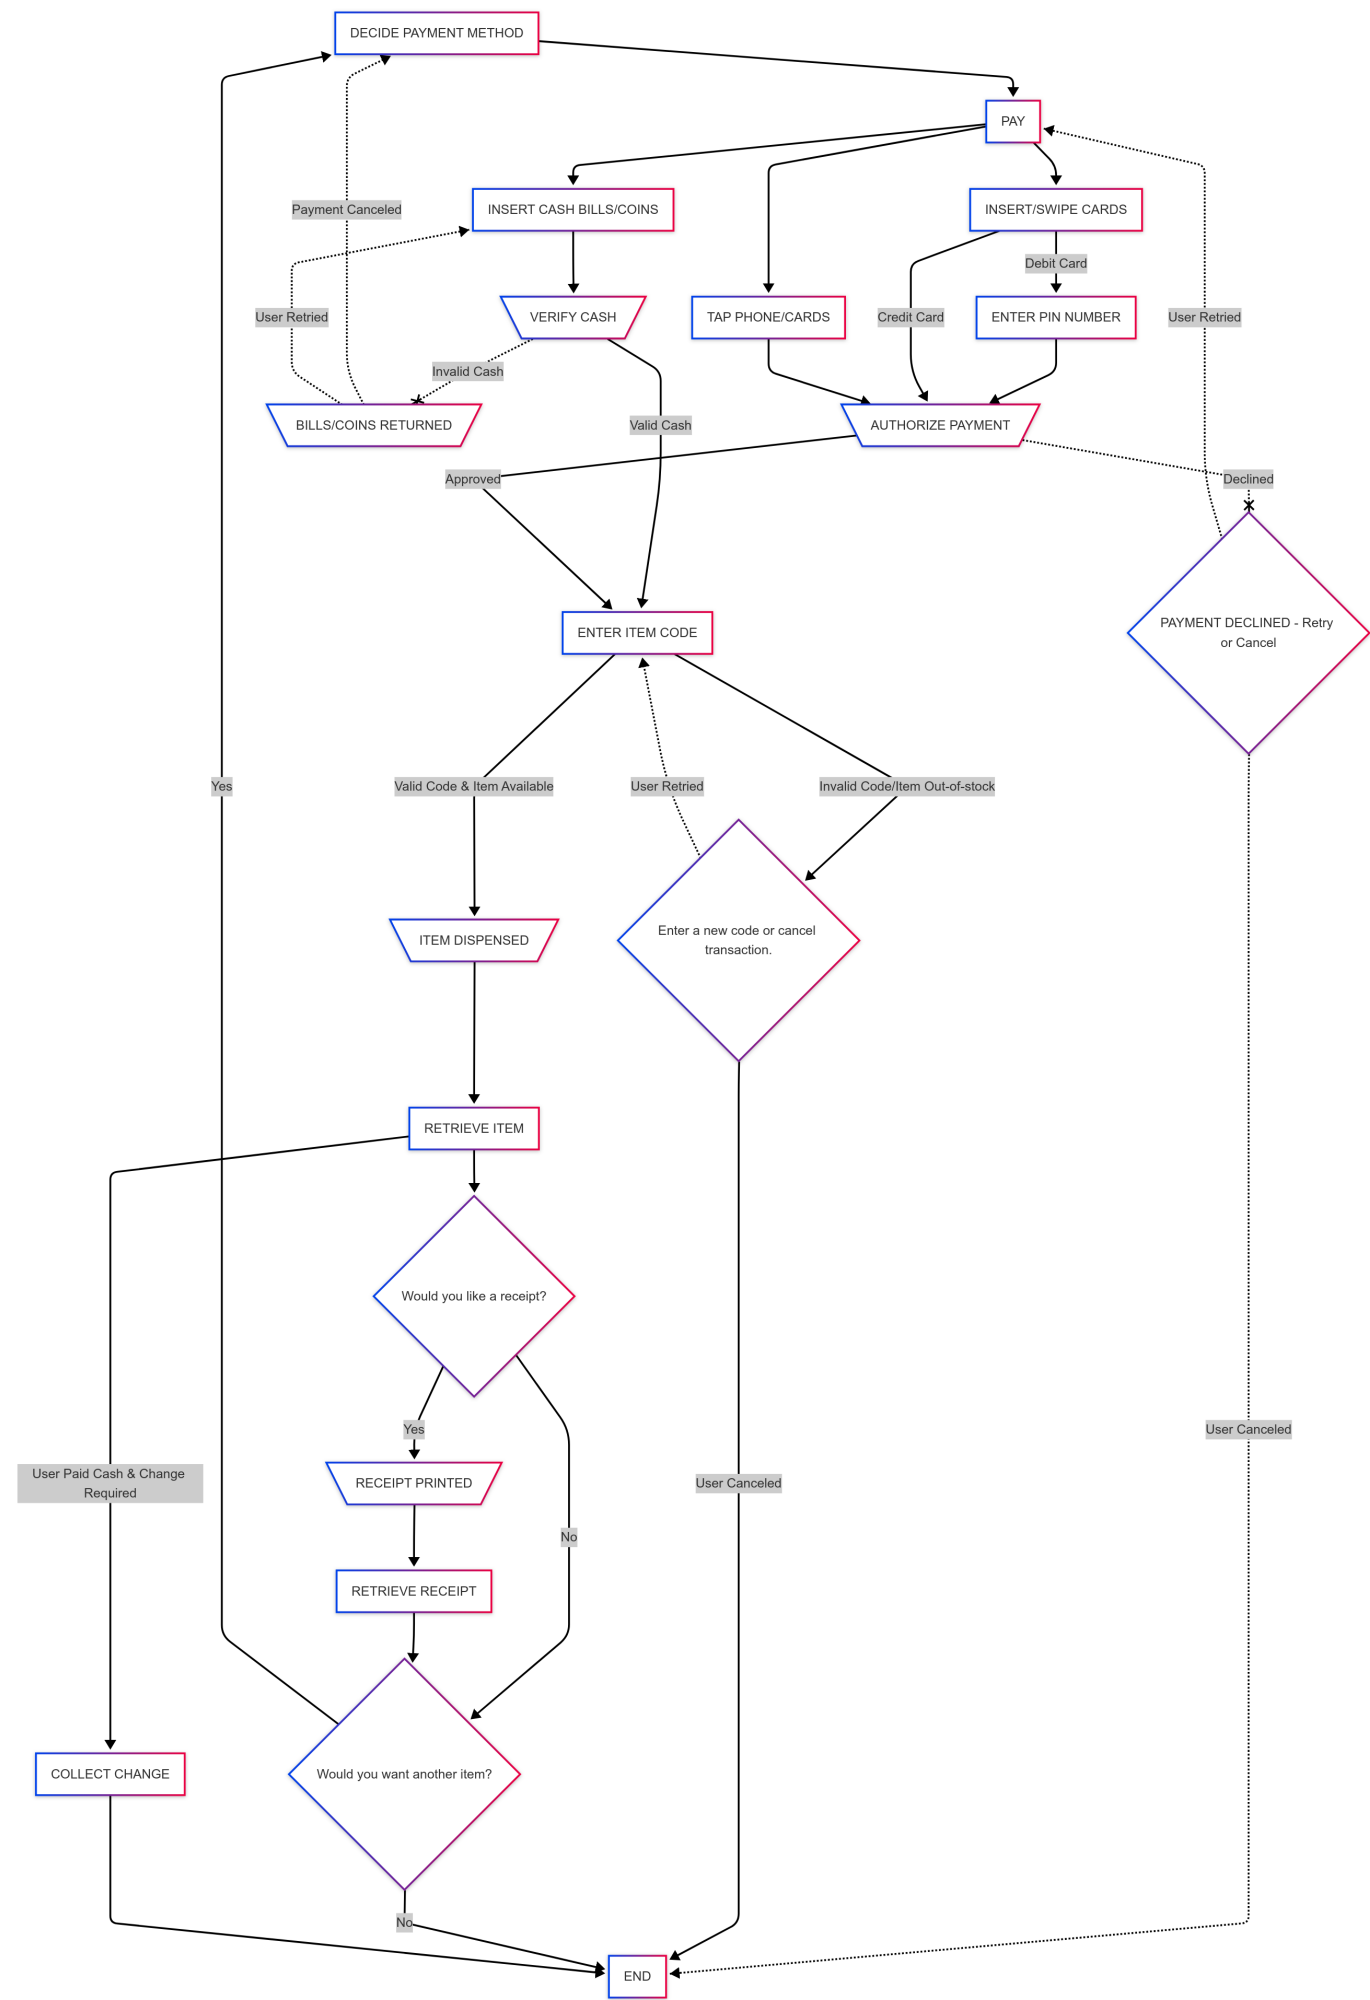 DECIDE PAYMENT METHOD
PAY
Payment Canceled
INSERT CASH BILLS/COINS
INSERT/SWIPE CARDS
Debit Card
User Retried
VERIFY CASH
TAP PHONE/CARDS
Credit Card
ENTER PIN NUMBER
User Retried
Invalid Cash
BILLS/COINS RETURNED
Valid Cash
AUTHORIZE PAYMENT
Approved
Declined
ENTER ITEM CODE
PAYMENT DECLINED - Retry
or Cancel
Yes
Valid Code & Item Available
User Retried
Invalid Code/Item Out-of-stock
ITEM DISPENSED
Enter a new code or cancel
transaction.
RETRIEVE ITEM
Would you like a receipt?
Yes
User Canceled
User Paid Cash & Change
Required
RECEIPT PRINTED
User Canceled
No
RETRIEVE RECEIPT
COLLECT CHANGE
Would you want another item?
No
END